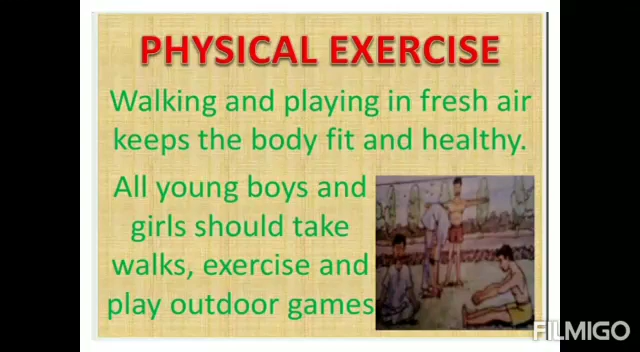 PHYSICAL EXERCISE
Walking and playing in fresh air
keeps the body fit and healthy.
All young boys and
girls should take
walks, exercise and
play outdoor games
FILMIGO